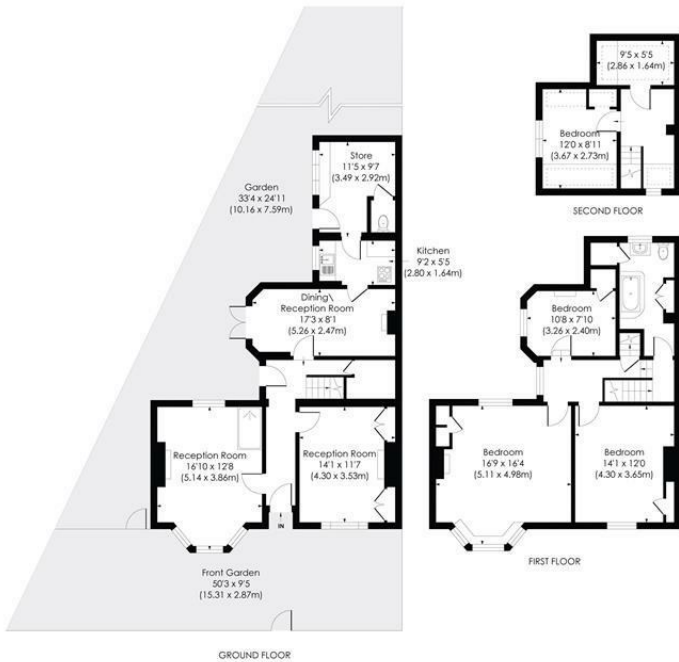 Garden
33'4 x 24'11
(10.16 x 7.59m)
Store
11'5 x 9'7
(3.49 x 2.92m)
Kitchen
9'2 x 5'5
(2.80 x 1.64m)
Dining\
Reception Room
17'3 x 8'1
(5.26 x 2.47m)
Reception Room
16'10 x 12'8
(5.14 x 3.86m)
Reception Room
14'1 x 11'7
(4.30 x 3.53m)
IN
Front Garden
50'3 x 9'5
(15.31 x 2.87m)
GROUND FLOOR
9'5 x 5'5
(2.86 x 1.64m)
Bedroom
12'0 x 8'11
(3.67 x 2.73m)
SECOND FLOOR
Bedroom
10'8 x 7'10
(3.26 x 2.40m)
Bedroom
16'9 x 16'4
(5.11 x 4.98m)
Bedroom
14'1 x 12'0
(4.30 x 3.65m)
FIRST FLOOR